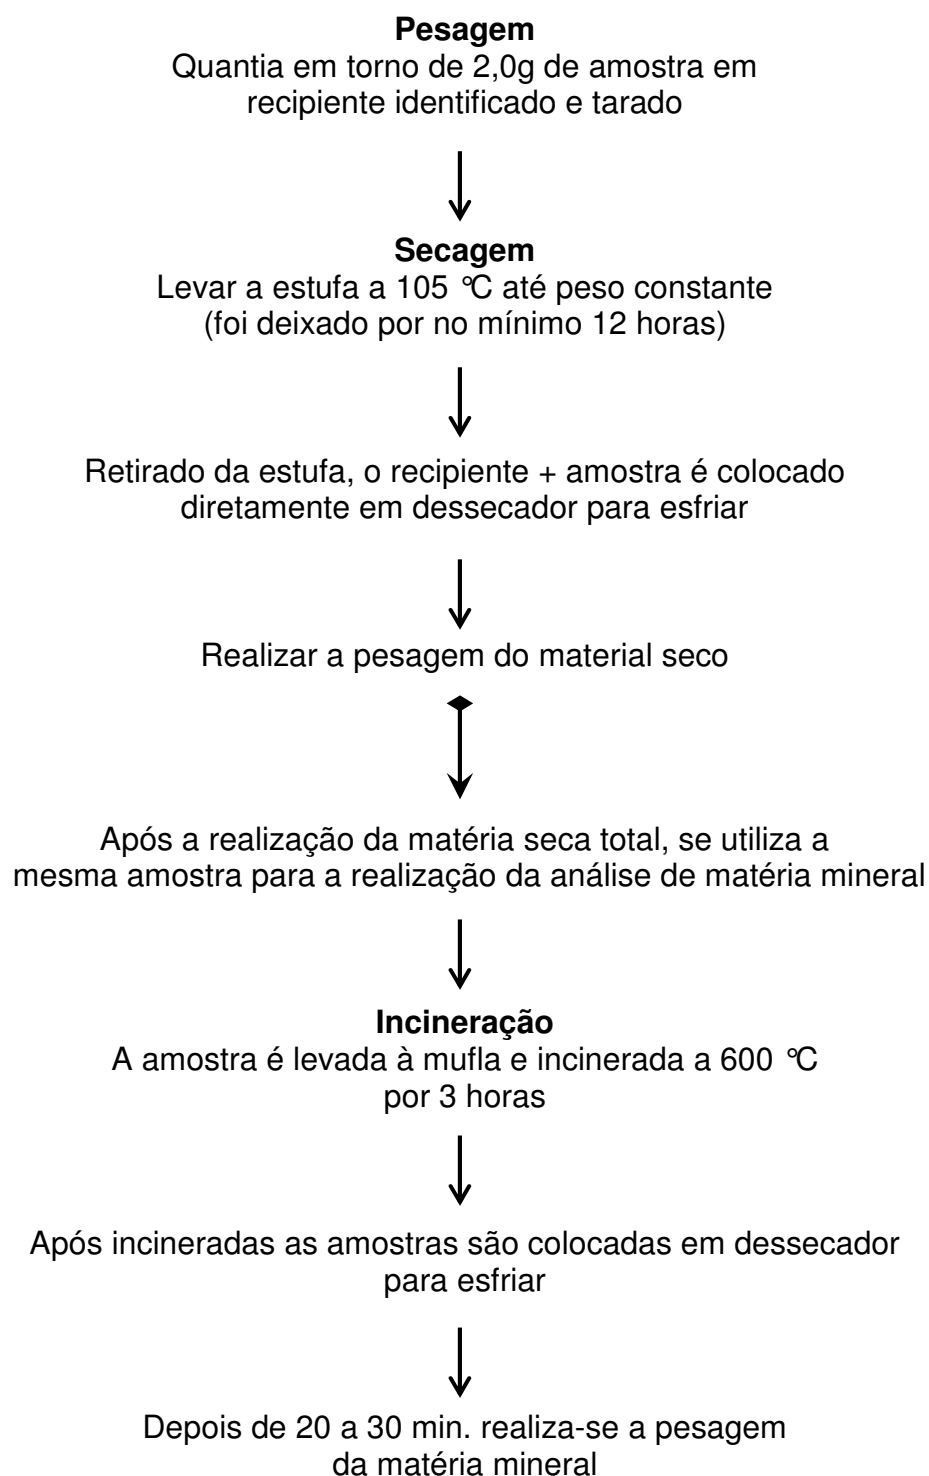 Pesagem
Quantia em torno de 2,0g de amostra em
recipiente identificado e tarado
Secagem
Levar a estufa a 105 °C até peso constante
(foi deixado por no mínimo 12 horas)
Retirado da estufa, o recipiente + amostra é colocado
diretamente em dessecador para esfriar
Realizar a pesagem do material seco
Após a realização da matéria seca total, se utiliza a
mesma amostra para a realização da análise de matéria mineral
Incineração
A amostra é levada à mufla e incinerada a 600 °C
por 3 horas
Após incineradas as amostras são colocadas em dessecador
para esfriar
Depois de 20 a 30 min. realiza-se a pesagem
da matéria mineral